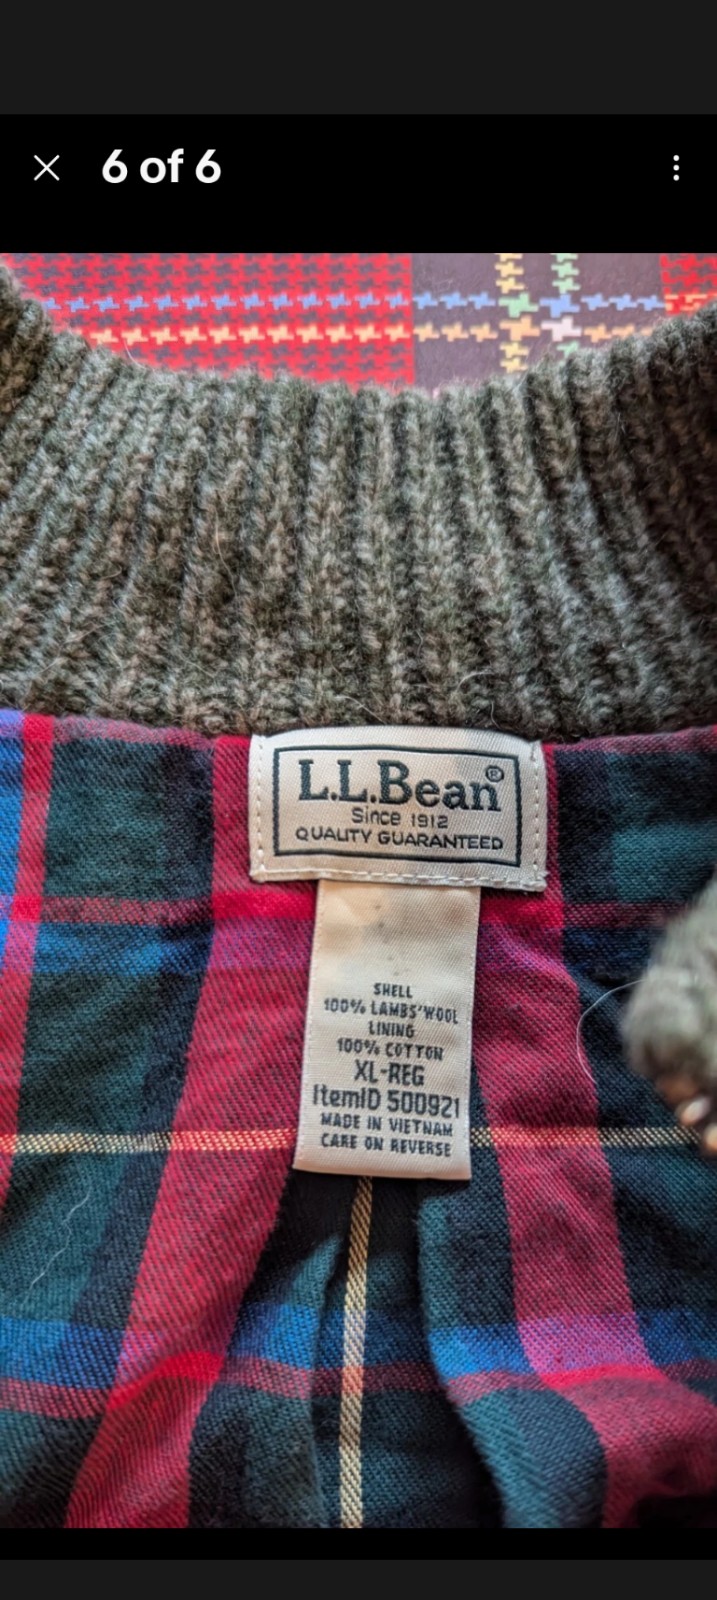 6 of 6
L.L.Bean®
Since 1912
QUALITY GUARANTEED
SHELL
100% LAMBS'WOOL
LINING
100% COTTON
XL-REG
ItemID 500921
MADE IN VIETNAM
CARE ON REVERSE